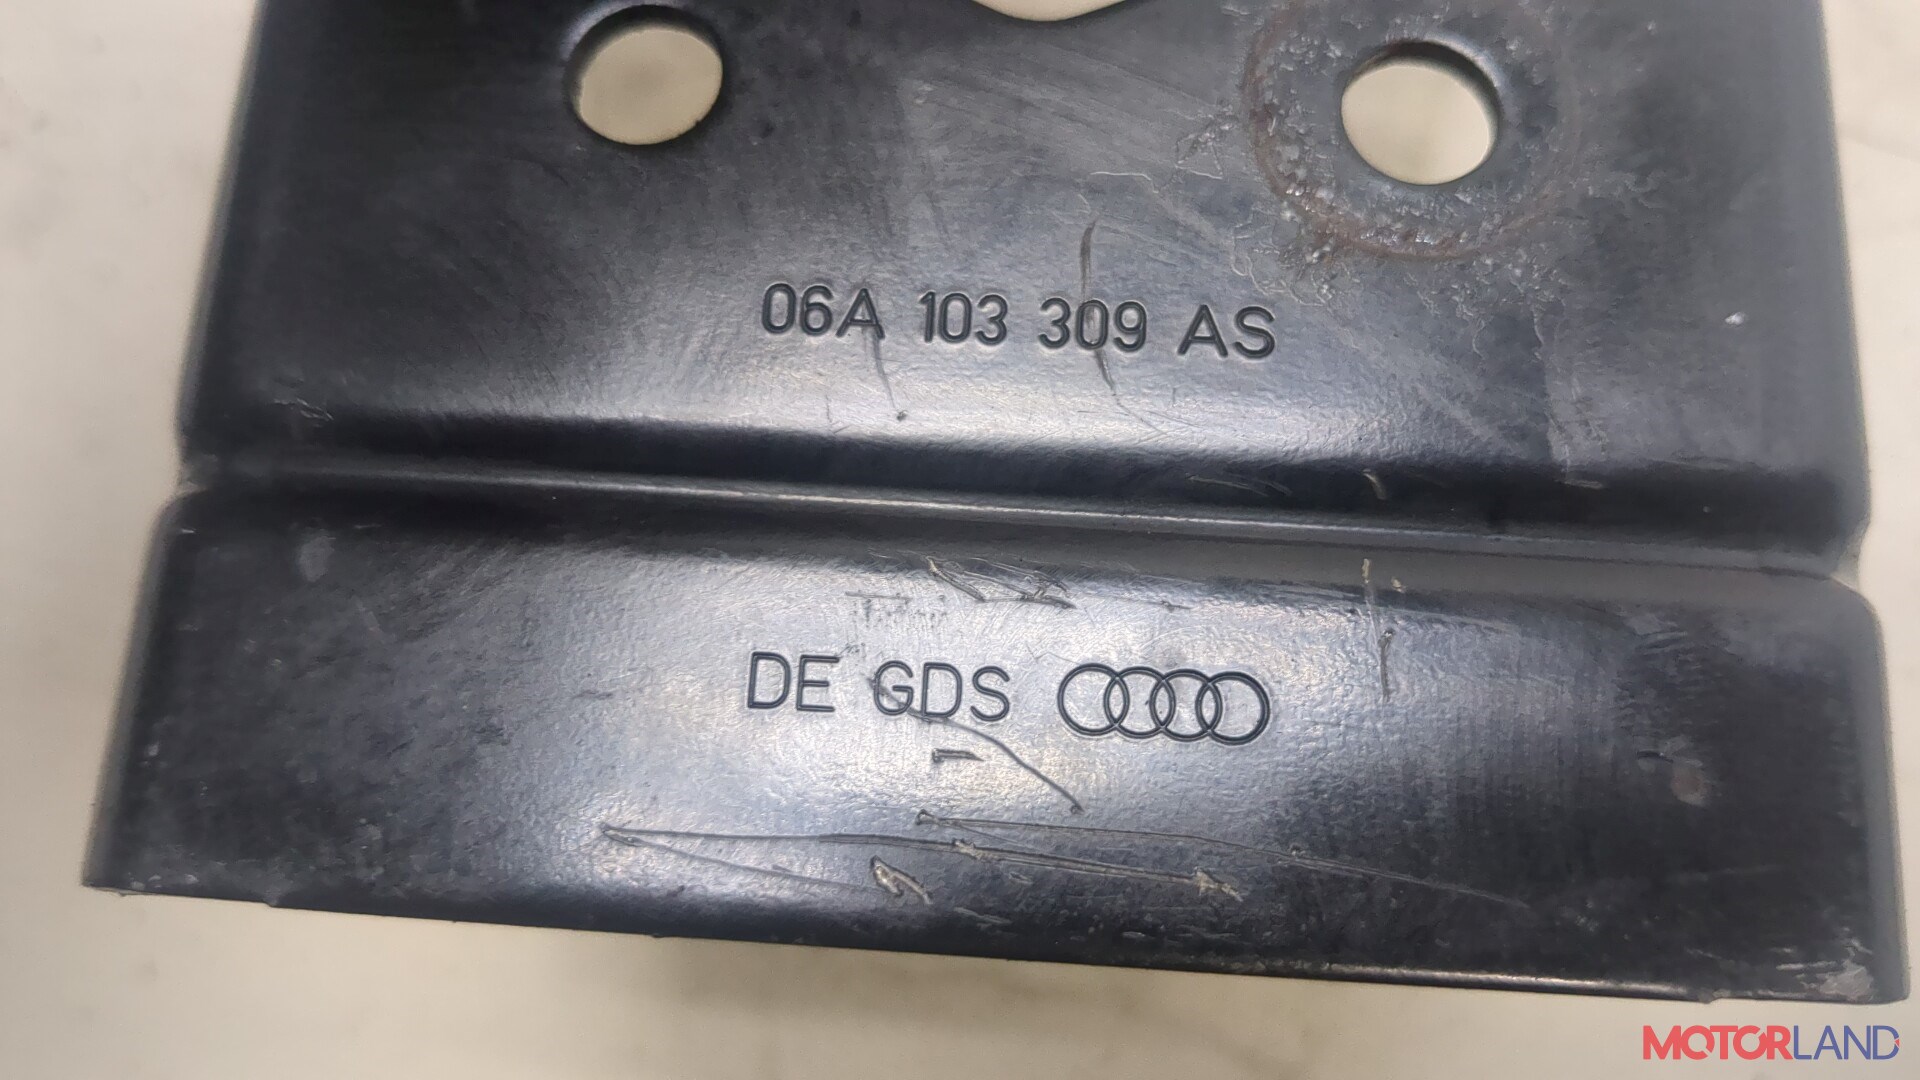 06A 103 309 AS
DE GDS
MOTORLAND